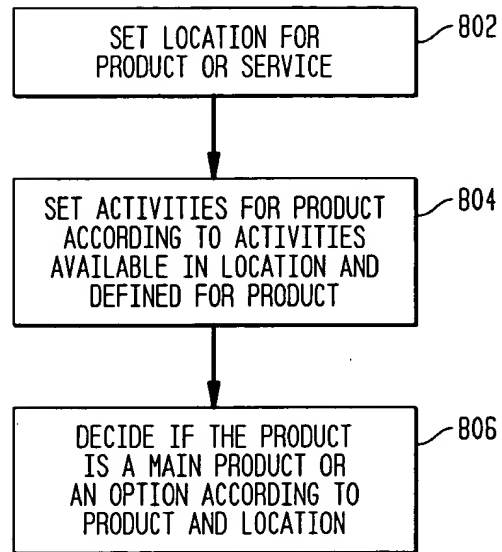 SET LOCATION FOR
PRODUCT OR SERVICE
802
SET ACTIVITIES FOR PRODUCT
ACCORDING TO ACTIVITIES
AVAILABLE IN LOCATION AND
DEFINED FOR PRODUCT
804
DECIDE IF THE PRODUCT
IS A MAIN PRODUCT OR
AN OPTION ACCORDING TO
PRODUCT AND LOCATION
806